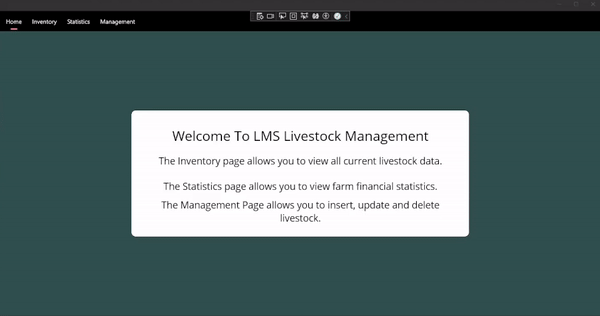 Home Inventory Statistics Management
Welcome To LMS Livestock Management
The Inventory page allows you to view all current livestock data.
The Statistics page allows you to view farm financial statistics.
The Management Page allows you to insert, update and delete
livestock.